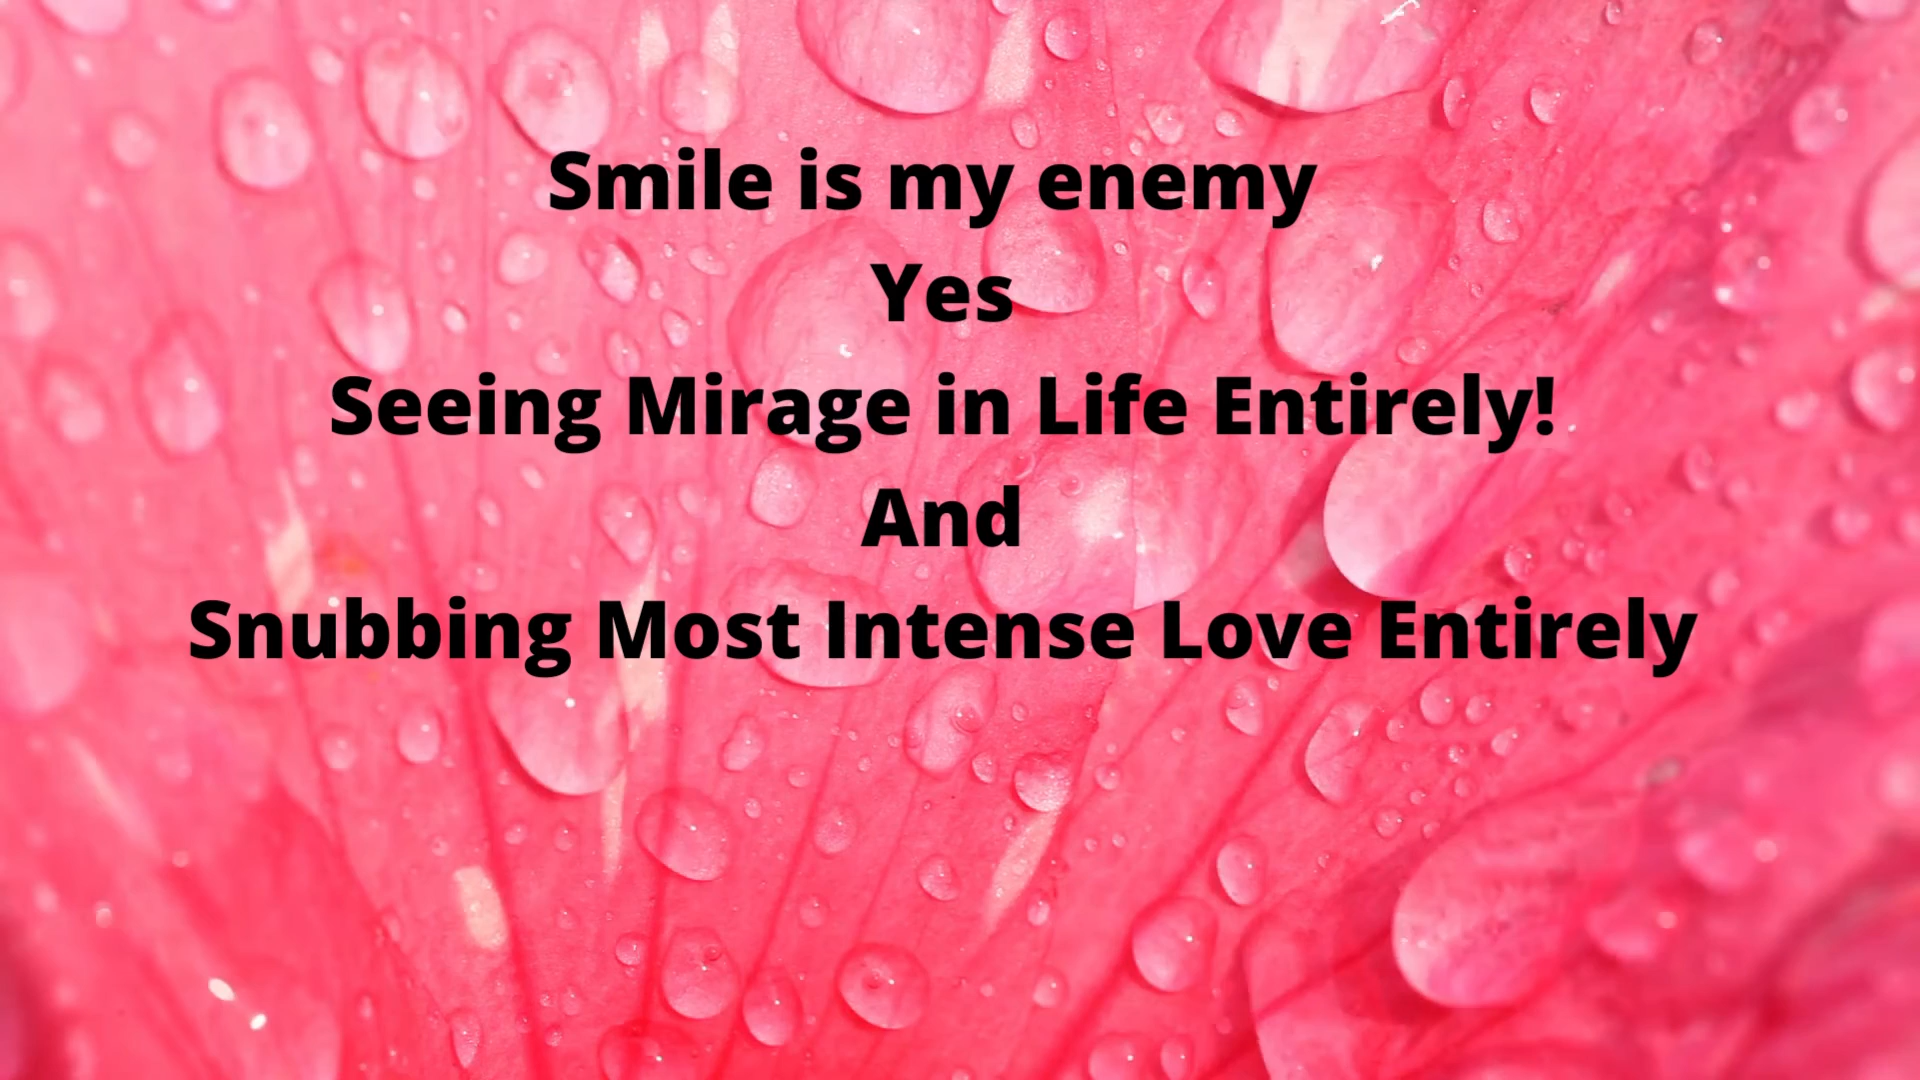 Smile is my enemy
Yes
Seeing Mirage in Life Entirely!
And
Snubbing Most Intense Love Entirely